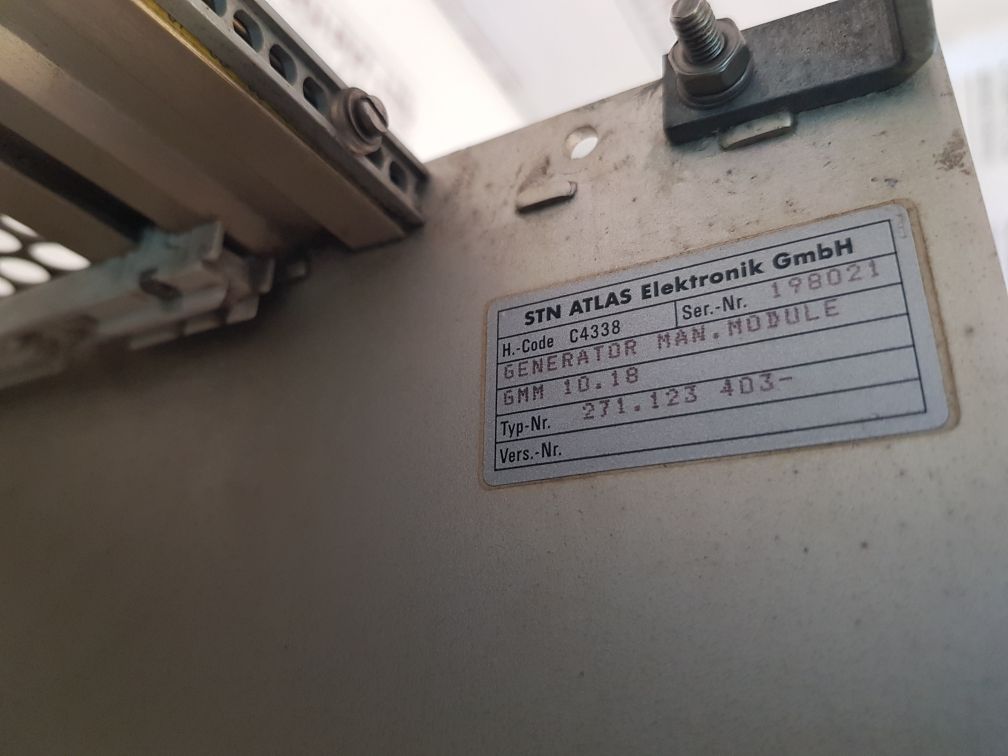 STN ATLAS Elektronik GmbH
H.-Code C4338 Ser.-Nr. 198021
GENERATOR MAN.MODULE
GMM 10.18
Typ-Nr. 271.123 403-
Vers.-Nr.